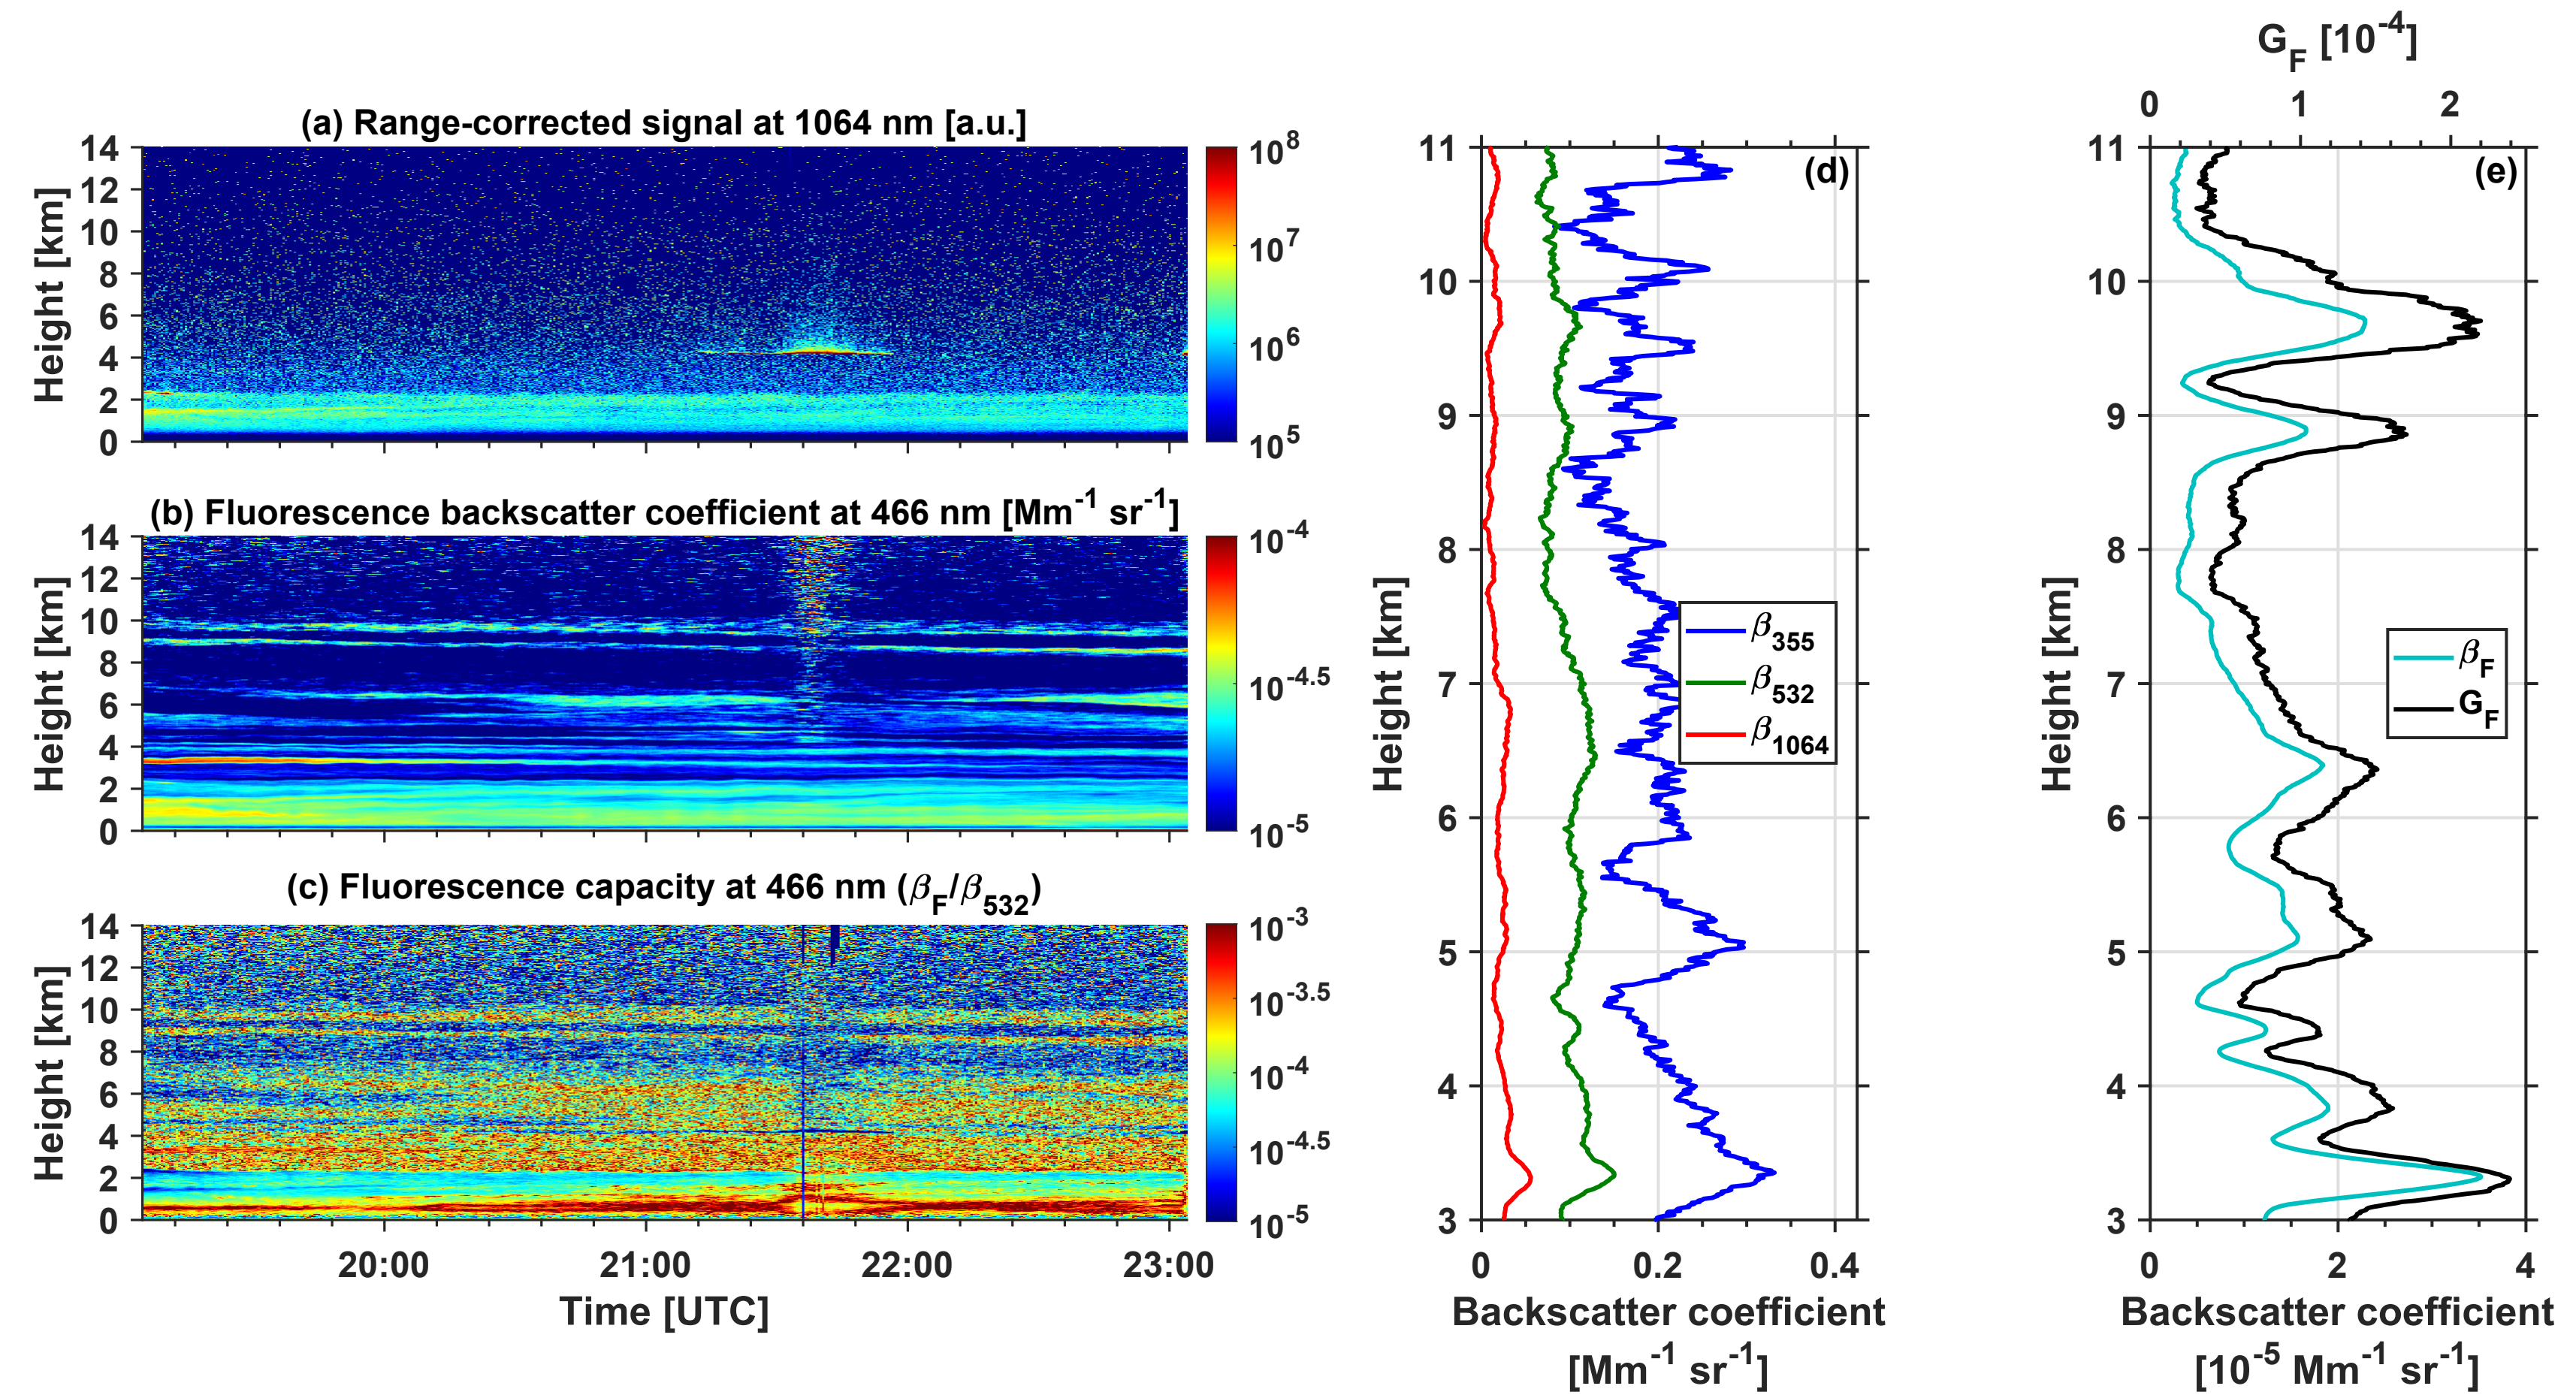 (a) Range-corrected signal at 1064 nm [a.u.]
Height [km]
14
12
10
8
6
4
2
0
10^8
10^7
10^6
10^5
(b) Fluorescence backscatter coefficient at 466 nm [Mm^-1 sr^-1]
Height [km]
14
12
10
8
6
4
2
0
10^-4
10^-4.5
10^-5
(c) Fluorescence capacity at 466 nm (β_F/β_532)
Height [km]
14
12
10
8
6
4
2
0
10^-3
10^-3.5
10^-4
10^-4.5
10^-5
20:00 21:00 22:00 23:00
Time [UTC]
(d)
Height [km]
11
10
9
8
7
6
5
4
3
β_355
β_532
β_1064
0 0.2 0.4
Backscatter coefficient
[Mm^-1 sr^-1]
G_F [10^-4]
0 1 2
(e)
Height [km]
11
10
9
8
7
6
5
4
3
β_F
G_F
0 2 4
Backscatter coefficient
[10^-5 Mm^-1 sr^-1]